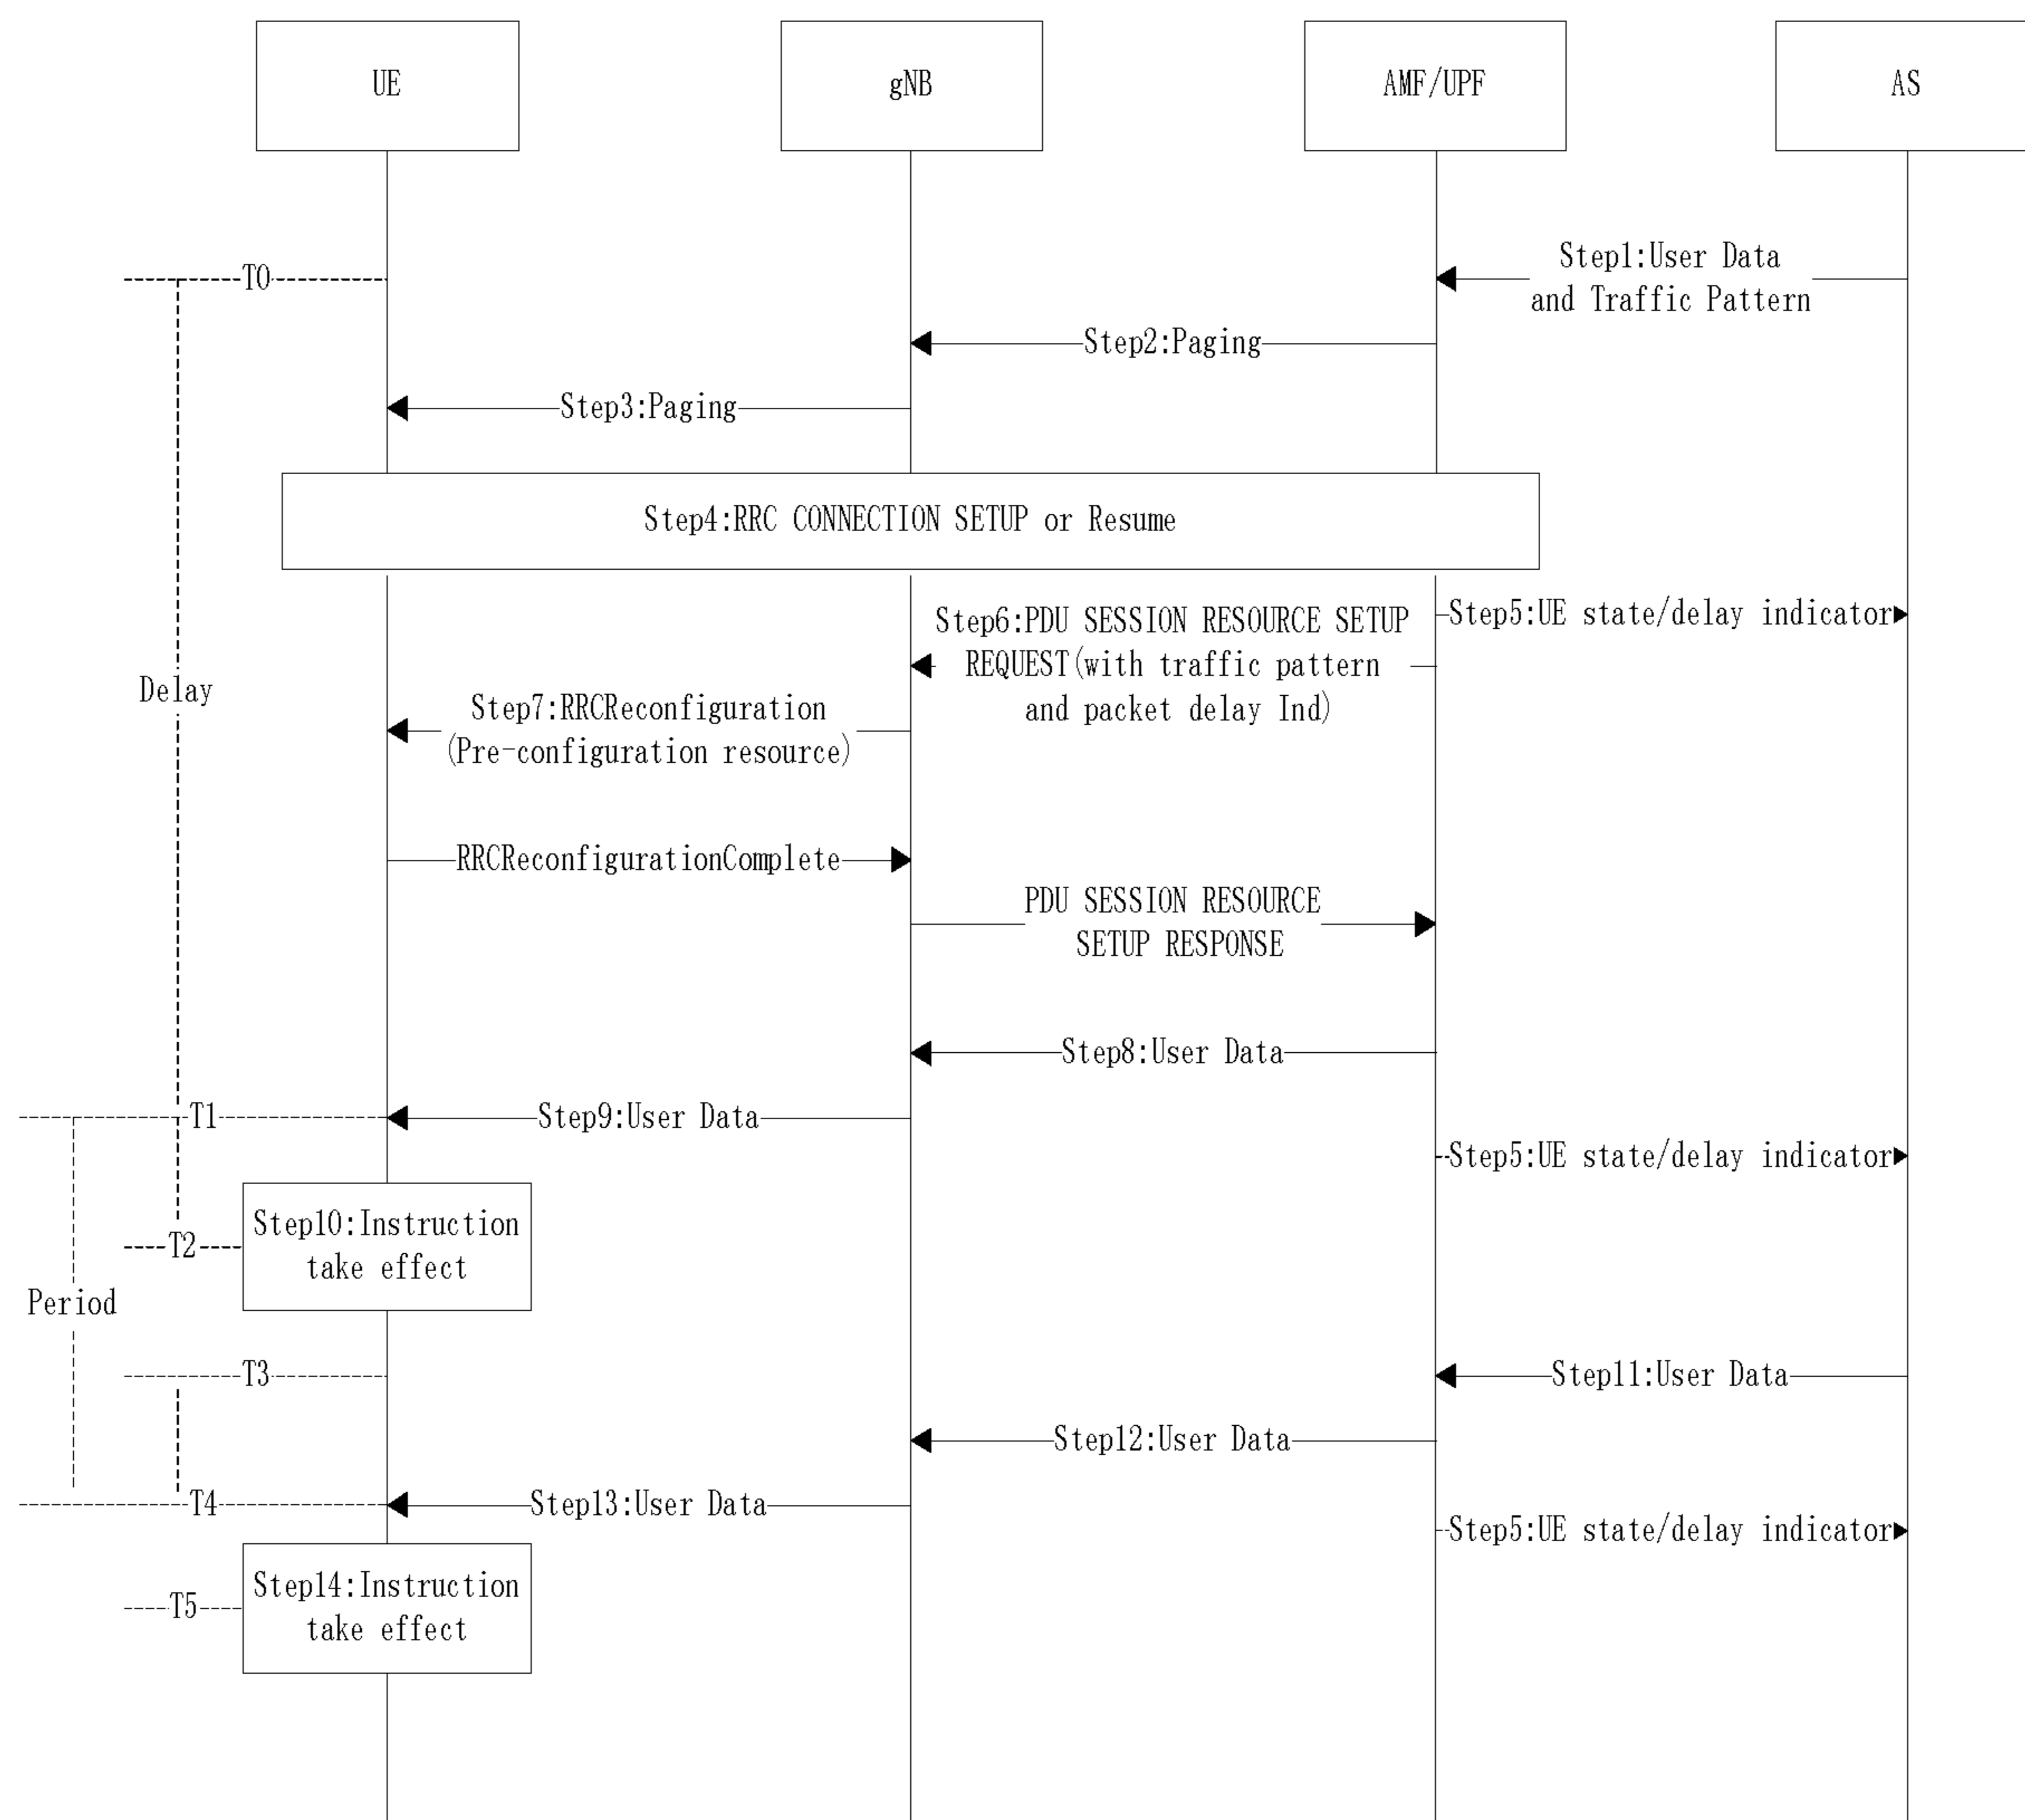 UE
gNB
AMF/UPF
AS
Step1:User Data
and Traffic Pattern
T0
Step2:Paging
Step3:Paging
Step4:RRC CONNECTION SETUP or Resume
Step5:UE state/delay indicator
Step6:PDU SESSION RESOURCE SETUP
REQUEST(with traffic pattern
and packet delay Ind)
Delay
Step7:RRCReconfiguration
(Pre-configuration resource)
RRCReconfigurationComplete
PDU SESSION RESOURCE
SETUP RESPONSE
Step8:User Data
T1
Step9:User Data
Step5:UE state/delay indicator
Step10:Instruction
take effect
T2
Period
T3
Step11:User Data
Step12:User Data
T4
Step13:User Data
Step5:UE state/delay indicator
Step14:Instruction
take effect
T5